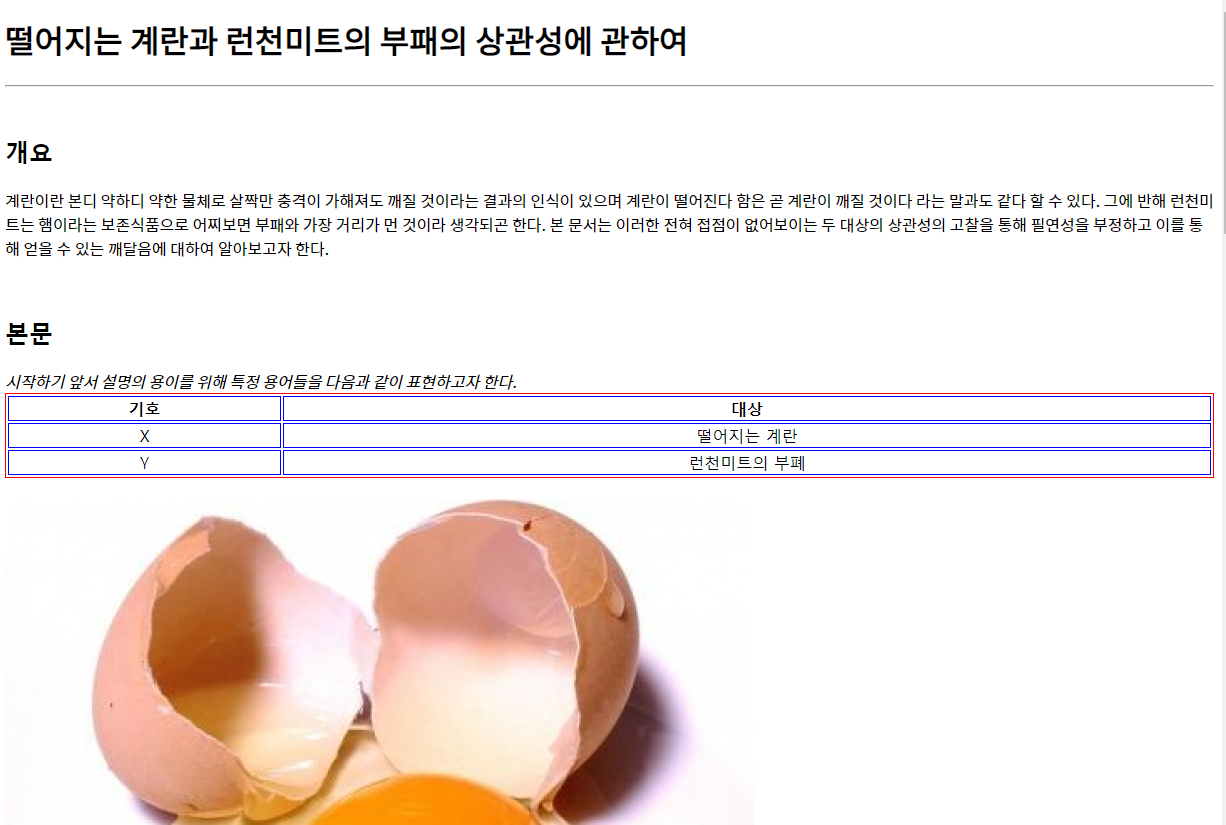 떨어지는 계란과 런천미트의 부패의 상관성에 관하여
개요
계란이란 본디 약하디 약한 물체로 살짝만 충격이 가해져도 깨질 것이라는 결과의 인식이 있으며 계란이 떨어진다 함은 곧 계란이 깨질 것이다 라는 말과도 같다 할 수 있다. 그에 반해 런천미
트는 햄이라는 보존식품으로 어찌보면 부패와 가장 거리가 먼 것이라 생각되곤 한다. 본 문서는 이러한 전혀 접점이 없어보이는 두 대상의 상관성의 고찰을 통해 필연성을 부정하고 이를 통
해 얻을 수 있는 깨달음에 대하여 알아보고자 한다.
본문
시작하기 앞서 설명의 용이를 위해 특정 용어들을 다음과 같이 표현하고자 한다.
기호 대상
X 떨어지는 계란
Y 런천미트의 부폐